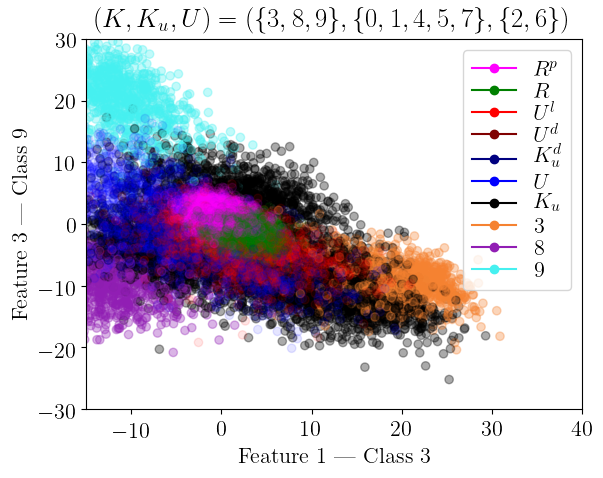 (K, K_u, U) = ({3, 8, 9}, {0, 1, 4, 5, 7}, {2, 6})
30
20
10
0
−10
−20
−30
Feature 3 — Class 9
R^p
R
U^l
U^d
K_u^d
U
K_u
3
8
9
−10 0 10 20 30 40
Feature 1 — Class 3